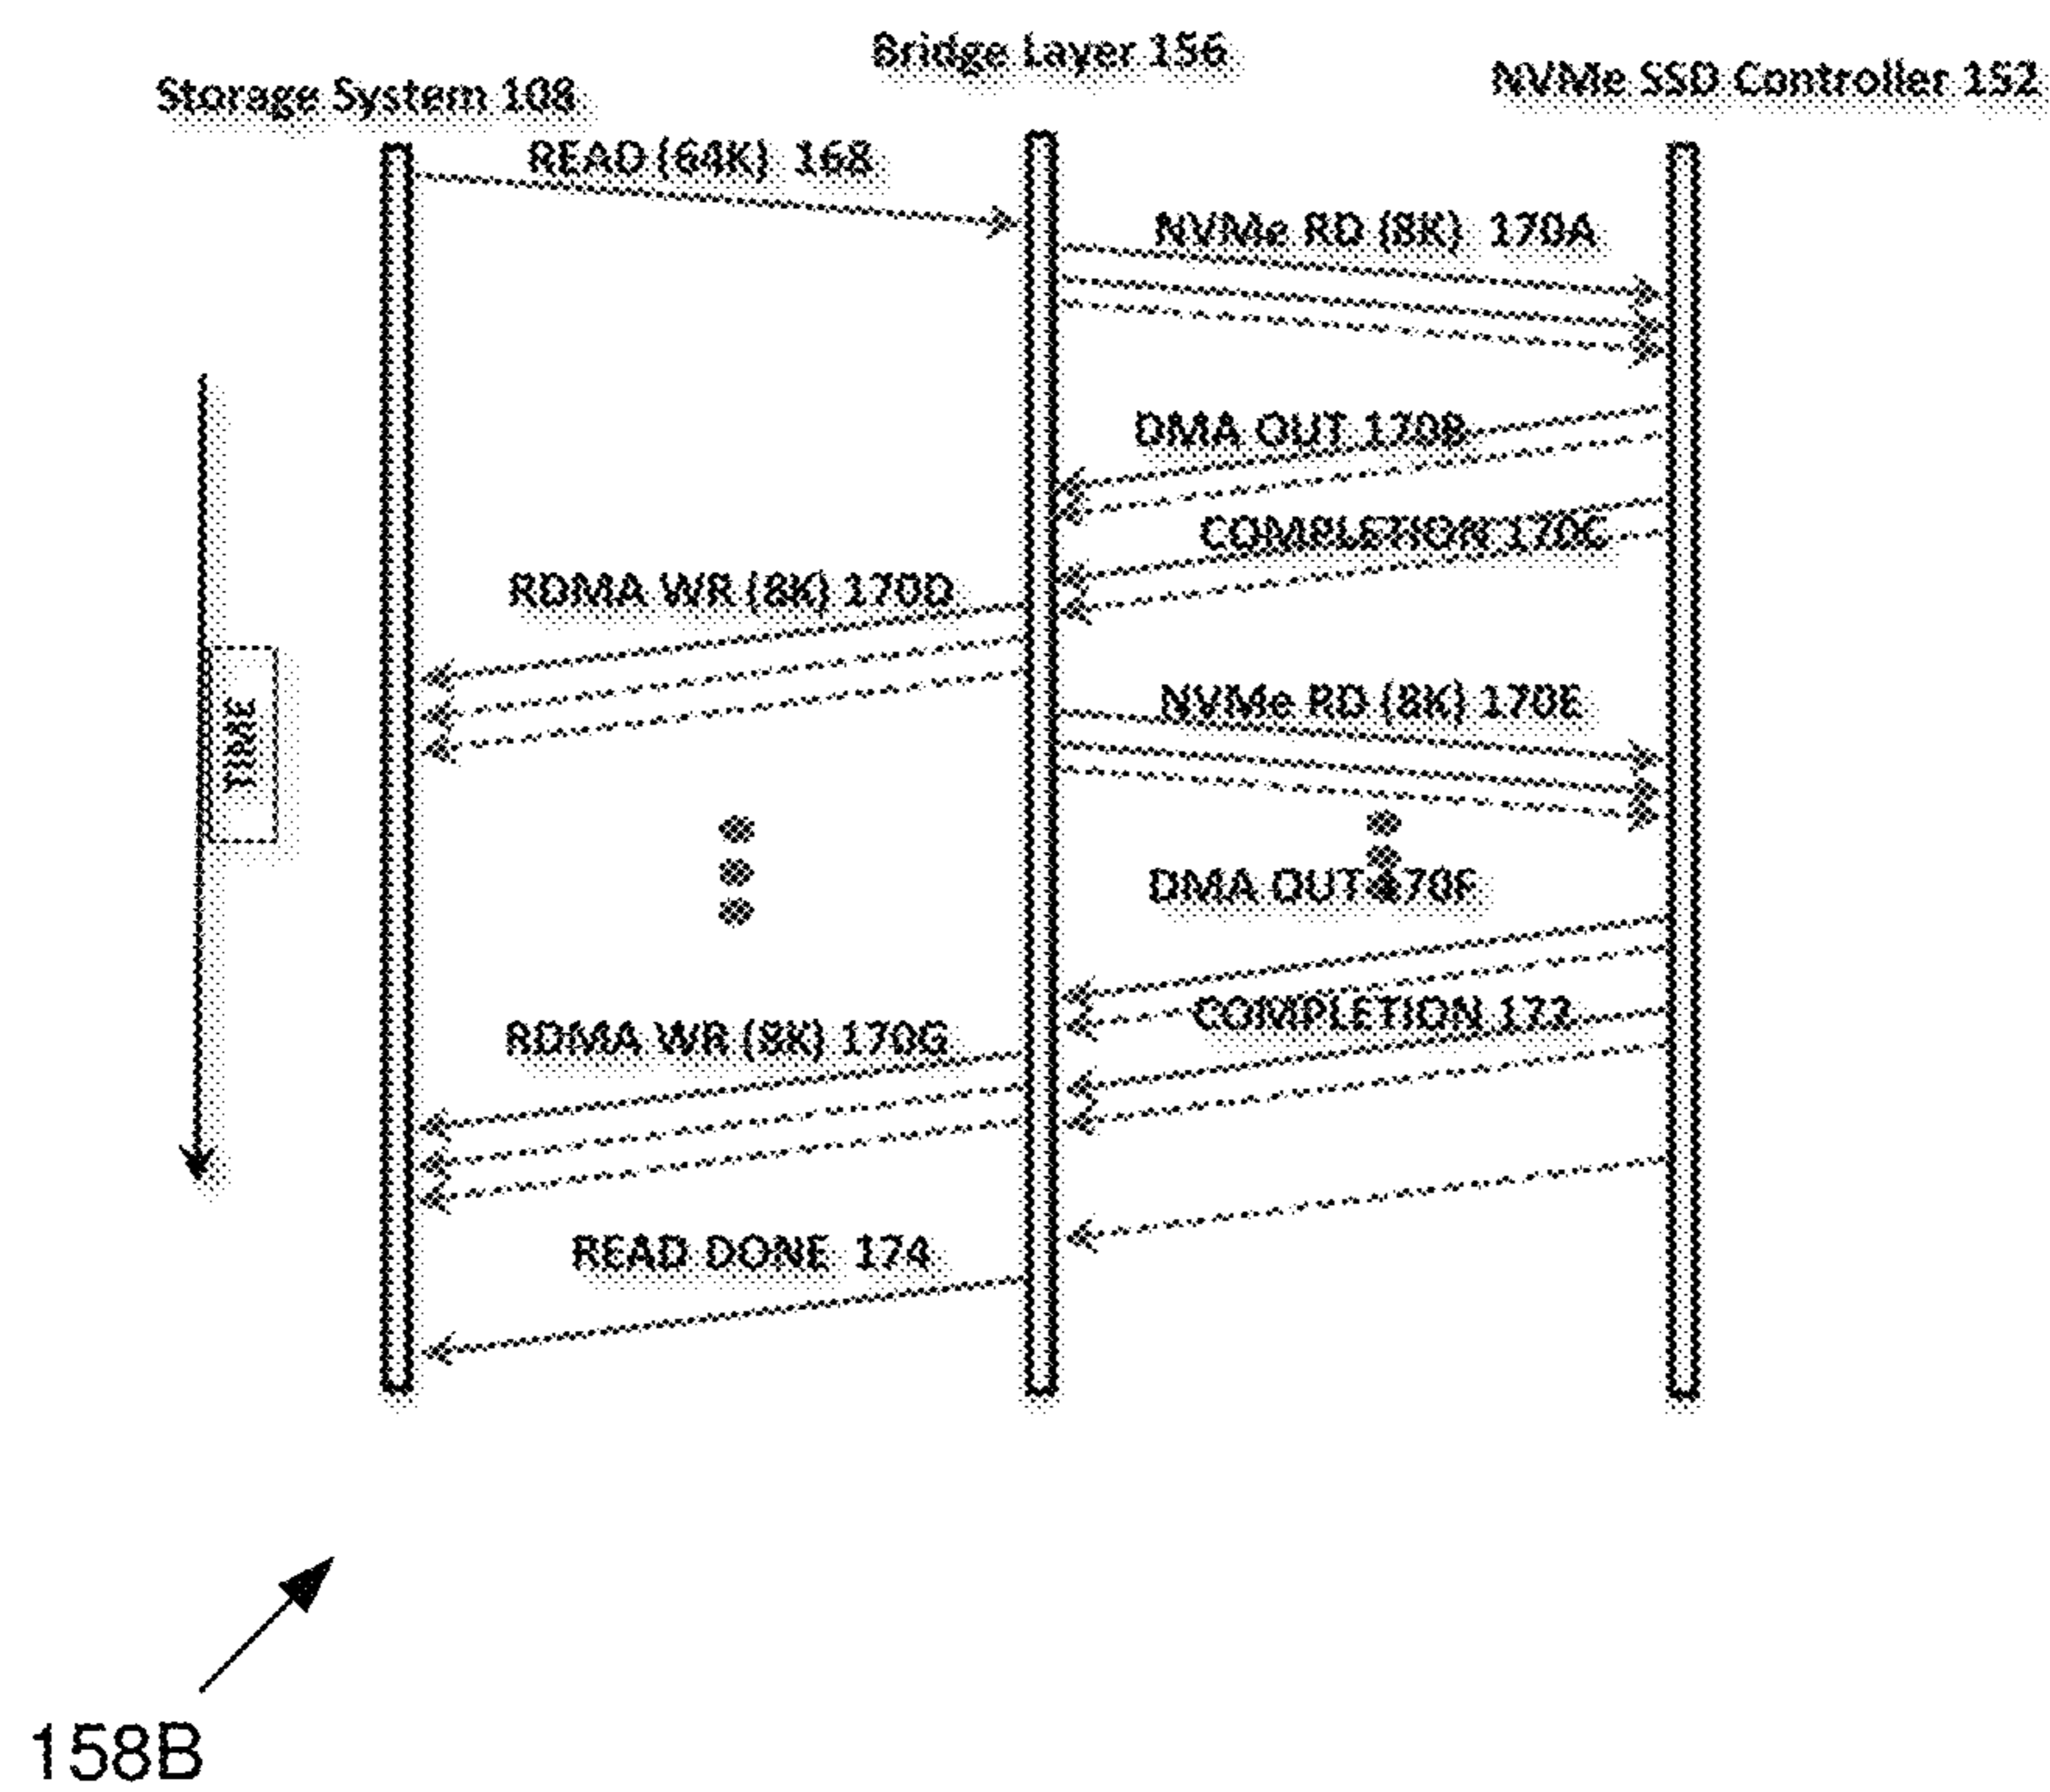 Bridge Layer 156
Storage System 108
NVMe SSD Controller 152
READ (64K) 168
NVMe RD (8K) 170A
DMA OUT 170B
COMPLETION 170C
RDMA WR (8K) 170D
NVMe RD (8K) 170E
TIME
DMA OUT 170F
COMPLETION 172
RDMA WR (8K) 170G
READ DONE 174
158B